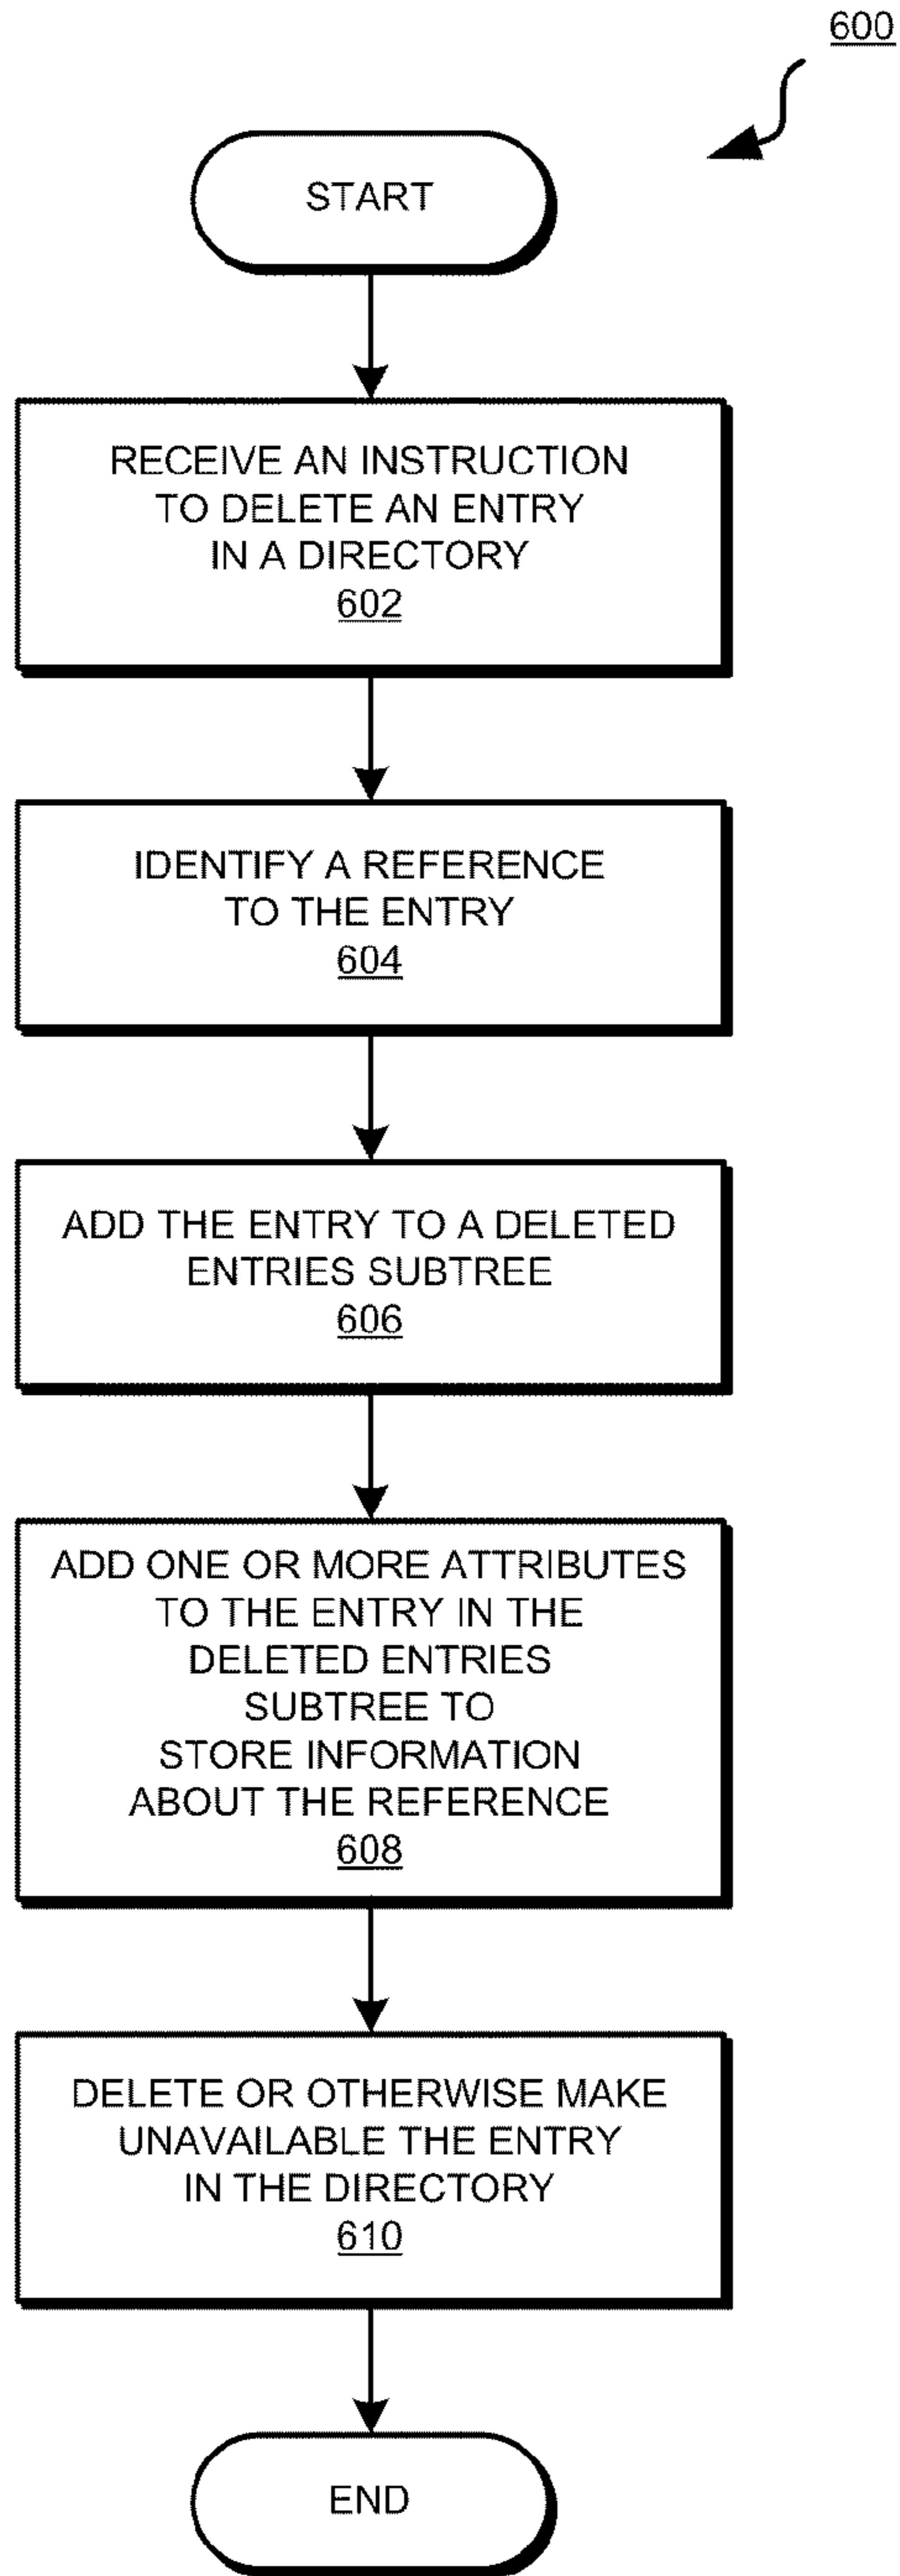 600
START
RECEIVE AN INSTRUCTION
TO DELETE AN ENTRY
IN A DIRECTORY
602
IDENTIFY A REFERENCE
TO THE ENTRY
604
ADD THE ENTRY TO A DELETED
ENTRIES SUBTREE
606
ADD ONE OR MORE ATTRIBUTES
TO THE ENTRY IN THE
DELETED ENTRIES
SUBTREE TO
STORE INFORMATION
ABOUT THE REFERENCE
608
DELETE OR OTHERWISE MAKE
UNAVAILABLE THE ENTRY
IN THE DIRECTORY
610
END